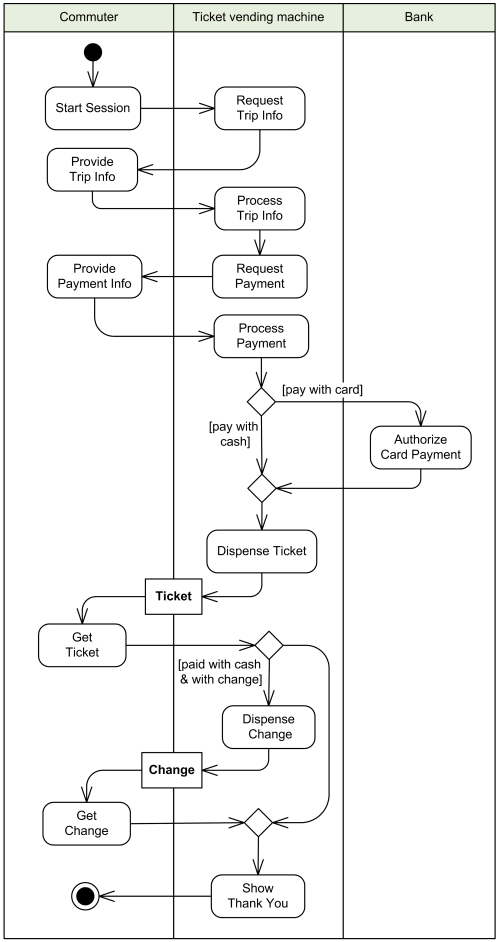 Commuter
Ticket vending machine
Bank
Start Session
Request
Trip Info
Provide
Trip Info
Process
Trip Info
Provide
Payment Info
Request
Payment
Process
Payment
[pay with card]
[pay with
cash]
Authorize
Card Payment
Dispense Ticket
Ticket
Get
Ticket
[paid with cash
& with change]
Dispense
Change
Change
Get
Change
Show
Thank You